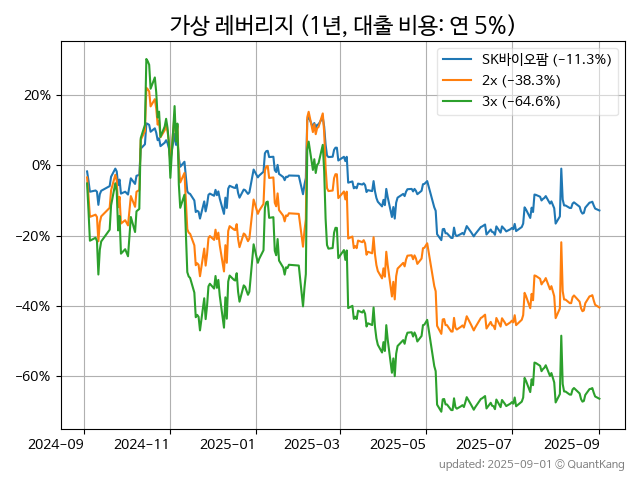 가상 레버리지 (1년, 대출 비용: 연 5%)
SK바이오팜 (−11.3%)
2x (−38.3%)
3x (−64.6%)
20%
0%
−20%
−40%
−60%
2024-09 2024-11 2025-01 2025-03 2025-05 2025-07 2025-09
updated: 2025-09-01 © QuantKang